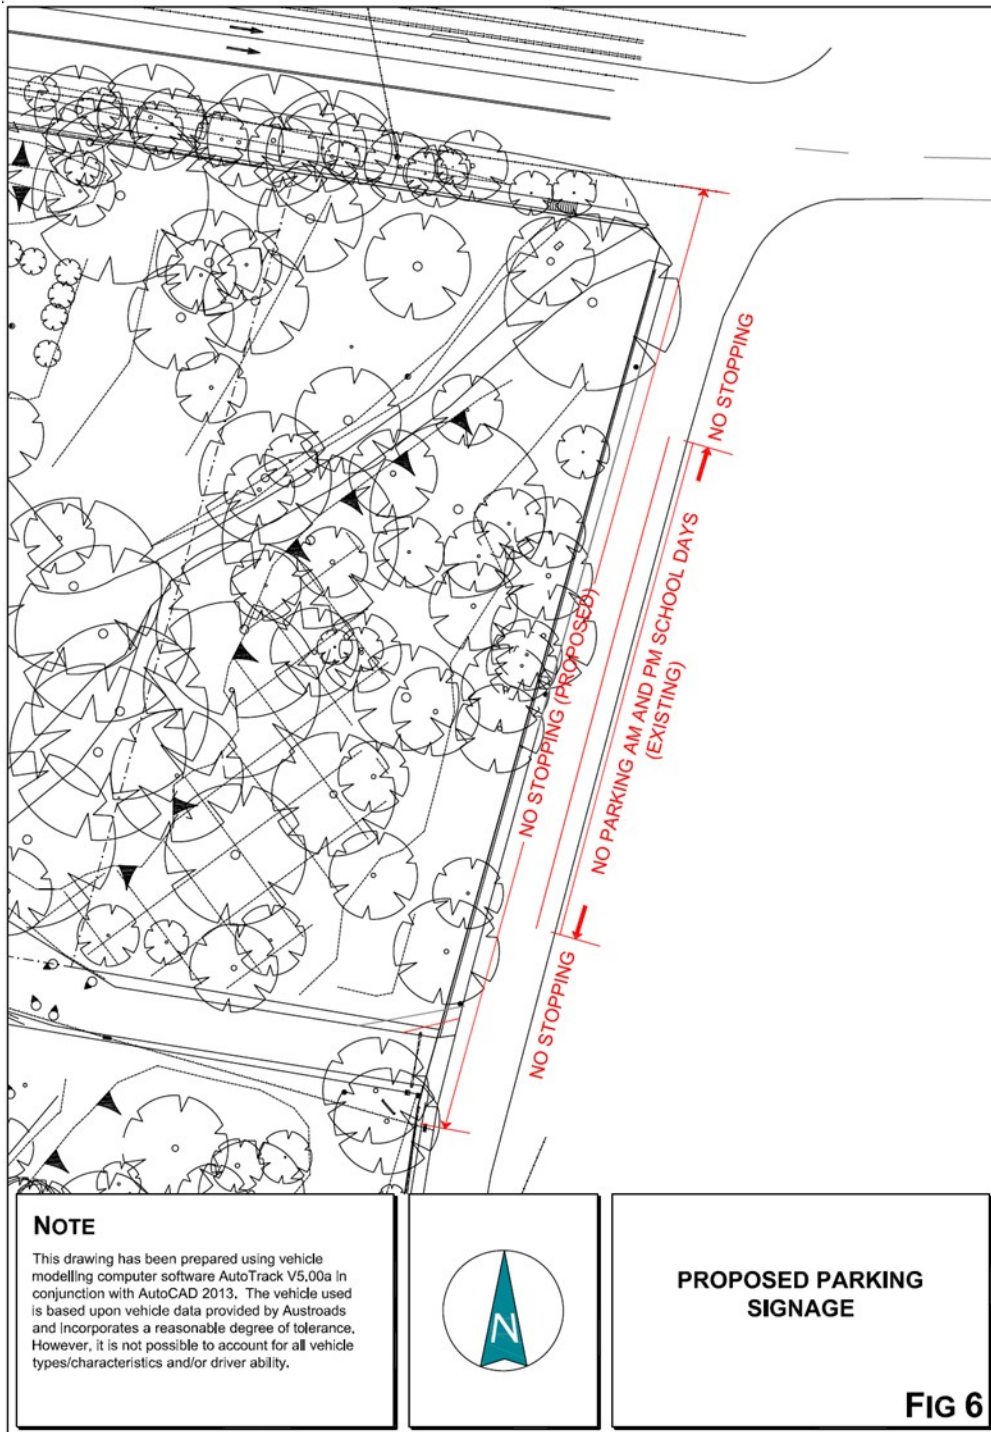 NO STOPPING
NO STOPPING (PROPOSED)
NO PARKING AM AND PM SCHOOL DAYS
(EXISTING)
NO STOPPING
NOTE
This drawing has been prepared using vehicle
modelling computer software AutoTrack V5.00a in
conjunction with AutoCAD 2013. The vehicle used
is based upon vehicle data provided by Austroads
and incorporates a reasonable degree of tolerance.
However, it is not possible to account for all vehicle
types/characteristics and/or driver ability.
N
PROPOSED PARKING
SIGNAGE
FIG 6